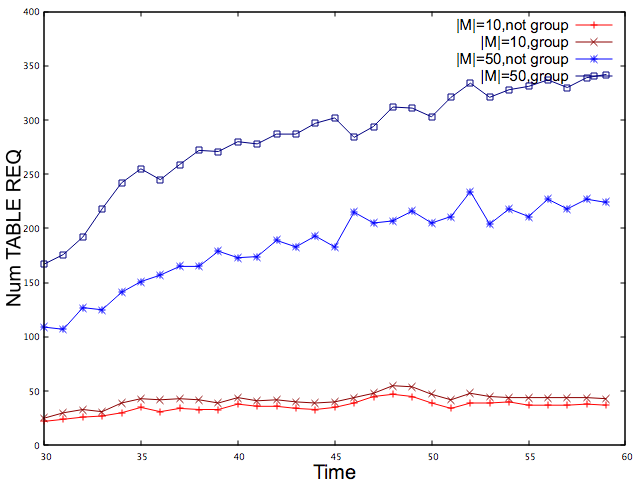 400
350
300
250
200
150
100
50
0
Num TABLE REQ
|M|=10,not group
|M|=10,group
|M|=50,not group
|M|=50,group
30 35 40 45 50 55 60
Time